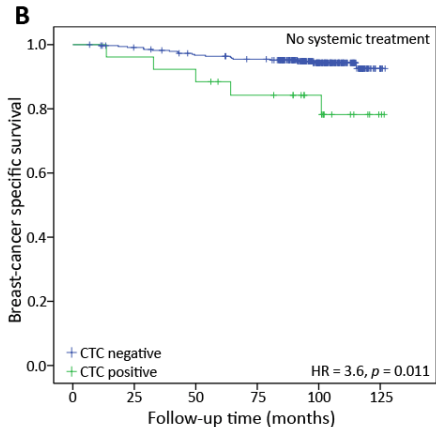 B
No systemic treatment
1.0
0.8
0.6
0.4
0.2
0.0
Breast-cancer specific survival
CTC negative
CTC positive
HR = 3.6, p = 0.011
0 25 50 75 100 125
Follow-up time (months)